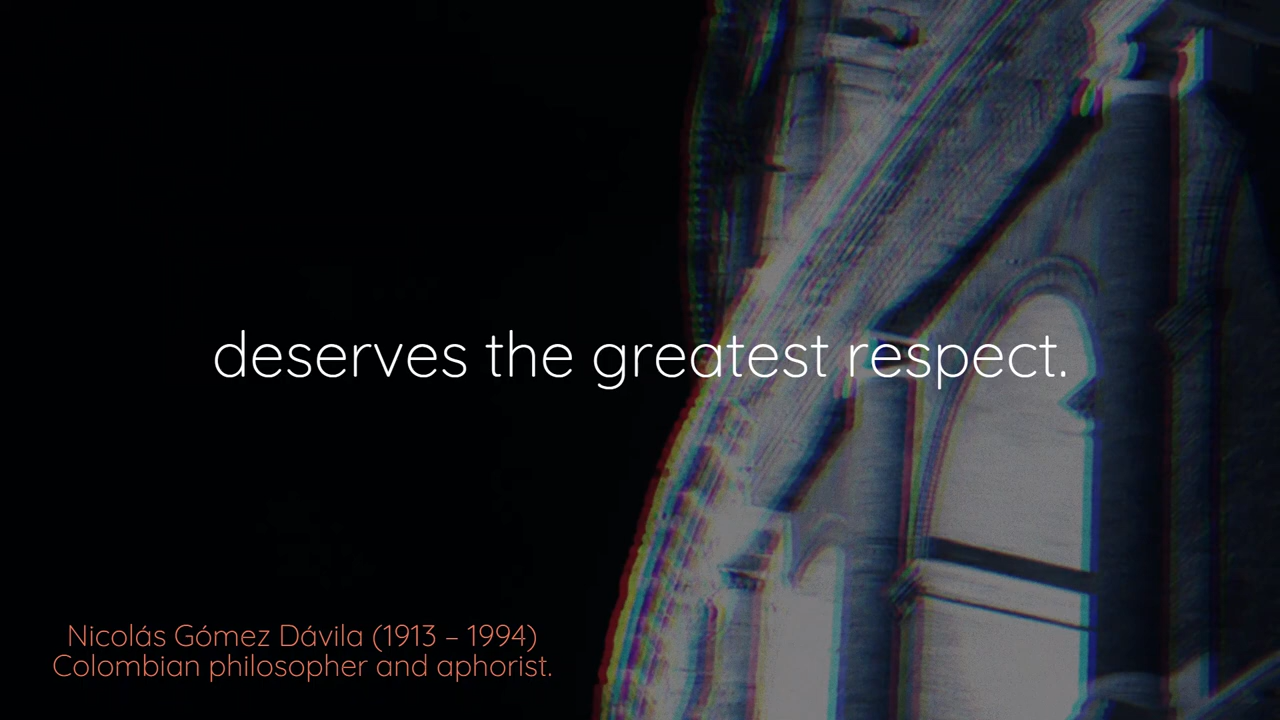 deserves the greatest respect.
Nicolás Gómez Dávila (1913 – 1994)
Colombian philosopher and aphorist.